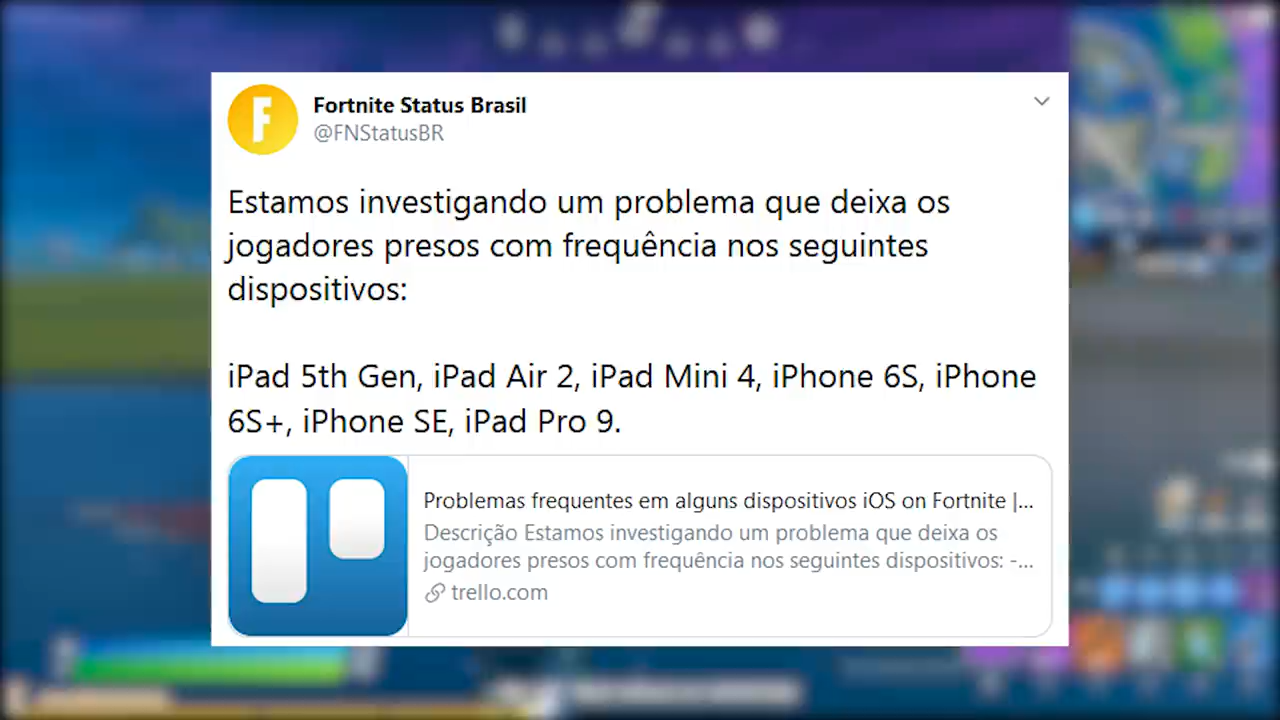 Fortnite Status Brasil
@FNStatusBR
Estamos investigando um problema que deixa os
jogadores presos com frequência nos seguintes
dispositivos:
iPad 5th Gen, iPad Air 2, iPad Mini 4, iPhone 6S, iPhone
6S+, iPhone SE, iPad Pro 9.
Problemas frequentes em alguns dispositivos iOS on Fortnite |...
Descrição Estamos investigando um problema que deixa os
jogadores presos com frequência nos seguintes dispositivos: -...
trello.com